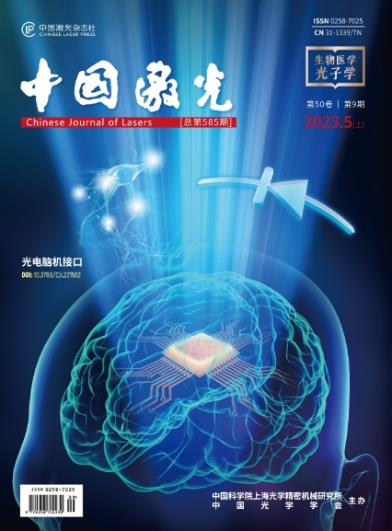 中国激光杂志社
CHINESE LASER PRESS
ISSN 0258-7025
CN 31-1339/TN
生物医学
光子学
中国激光
Chinese Journal of Lasers
[总第585期]
第50卷 | 第9期
2023.5(上)
光电脑机接口
DOI: 10.3788/CJL221502
ISSN 0258-7025
中国科学院上海光学精密机械研究所
中国光学学会
主办